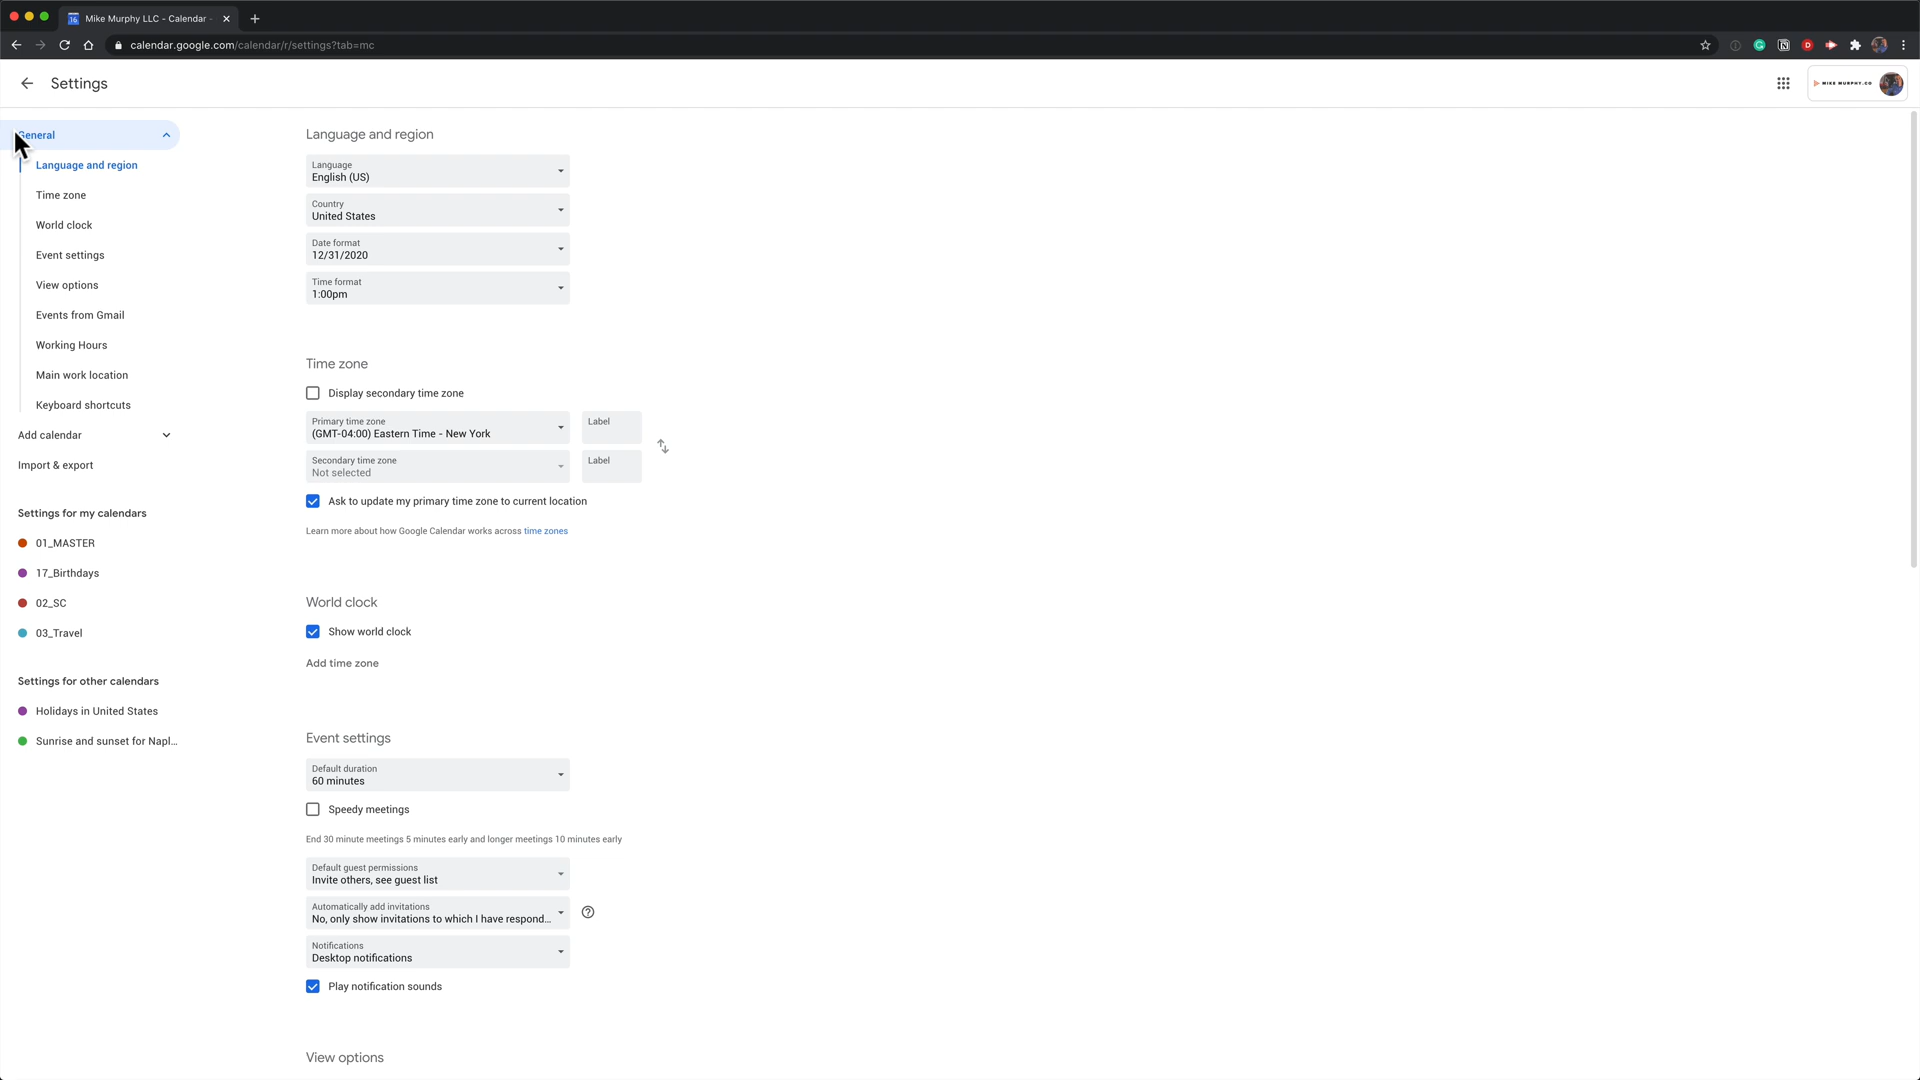 Mike Murphy LLC - Calendar -
calendar.google.com/calendar/r/settings?tab=mc
Settings
MIKE MURPHY.CO
General
Language and region
Time zone
World clock
Event settings
View options
Events from Gmail
Working Hours
Main work location
Keyboard shortcuts
Add calendar
Import & export
Settings for my calendars
01_MASTER
17_Birthdays
02_SC
03_Travel
Settings for other calendars
Holidays in United States
Sunrise and sunset for Napl...
Language and region
Language
English (US)
Country
United States
Date format
12/31/2020
Time format
1:00pm
Time zone
Display secondary time zone
Primary time zone
(GMT-04:00) Eastern Time - New York
Label
Secondary time zone
Not selected
Label
Ask to update my primary time zone to current location
Learn more about how Google Calendar works across time zones
World clock
Show world clock
Add time zone
Event settings
Default duration
60 minutes
Speedy meetings
End 30 minute meetings 5 minutes early and longer meetings 10 minutes early
Default guest permissions
Invite others, see guest list
Automatically add invitations
No, only show invitations to which I have respond...
Notifications
Desktop notifications
Play notification sounds
View options